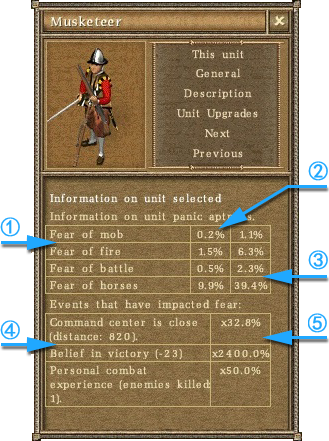 Musketeer
This unit
General
Description
Unit Upgrades
Next
Previous
Information on unit selected
Information on unit panic
Fear of mob 0.2% 1.1%
Fear of fire 1.5% 6.3%
Fear of battle 0.5% 2.3%
Fear of horses 9.9% 39.4%
Events that have impacted fear:
Command center is close x32.8%
(distance: 820).
Belief in victory (-23) x2400.0%
Personal combat x50.0%
experience (enemies killed
1).
①
②
③
④
⑤